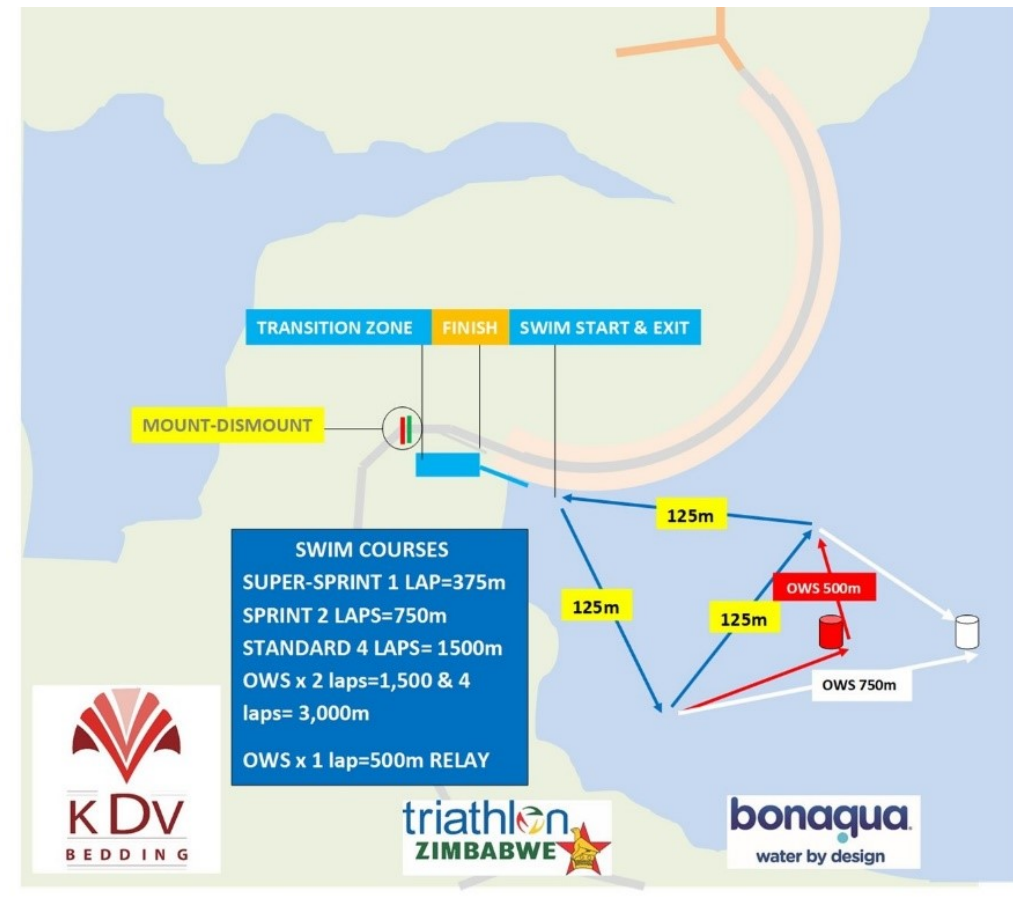 TRANSITION ZONE
FINISH
SWIM START & EXIT
MOUNT-DISMOUNT
125m
OWS 500m
125m
125m
OWS 750m
SWIM COURSES
SUPER-SPRINT 1 LAP=375m
SPRINT 2 LAPS=750m
STANDARD 4 LAPS= 1500m
OWS x 2 laps=1,500 & 4
laps= 3,000m
OWS x 1 lap=500m RELAY
KDV
BEDDING
triathlon
ZIMBABWE
bonaqua
water by design